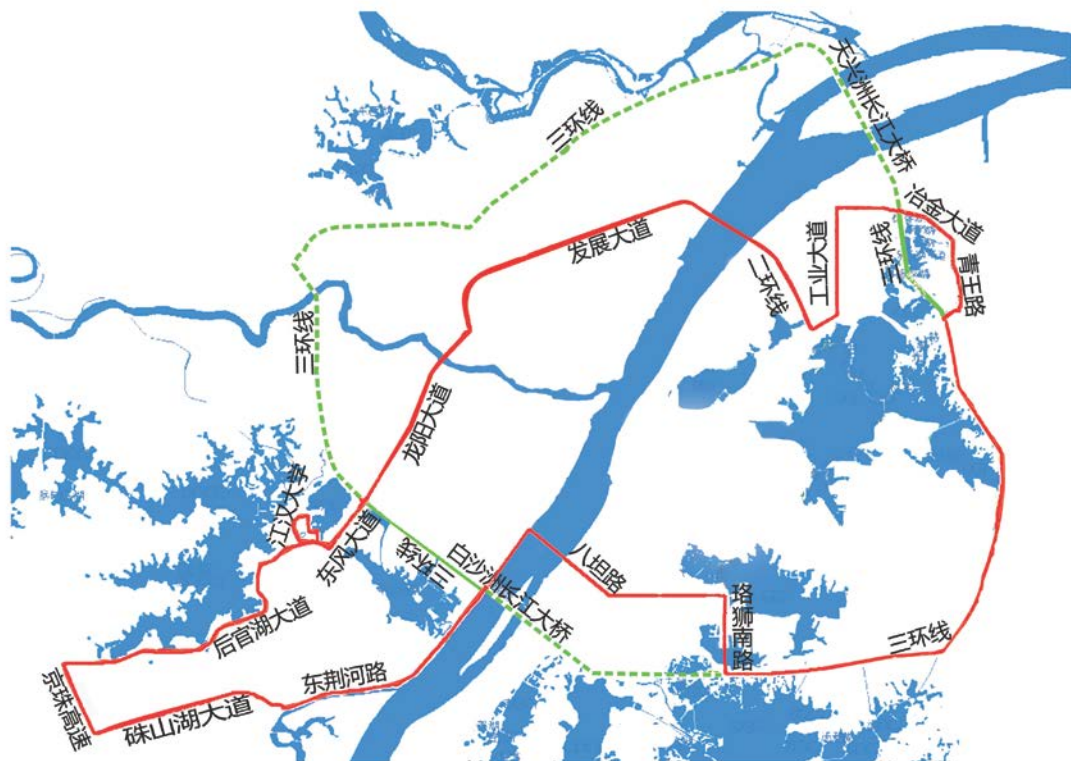 天兴洲长江大桥
三环线
冶金大道
发展大道
工业大道
三环线
二环线
青王路
三环线
龙阳大道
江汉大学
东风大道
三环线
白沙洲长江大桥
八坦路
珞狮南路
后官湖大道
三环线
东荆河路
京珠高速
硃山湖大道